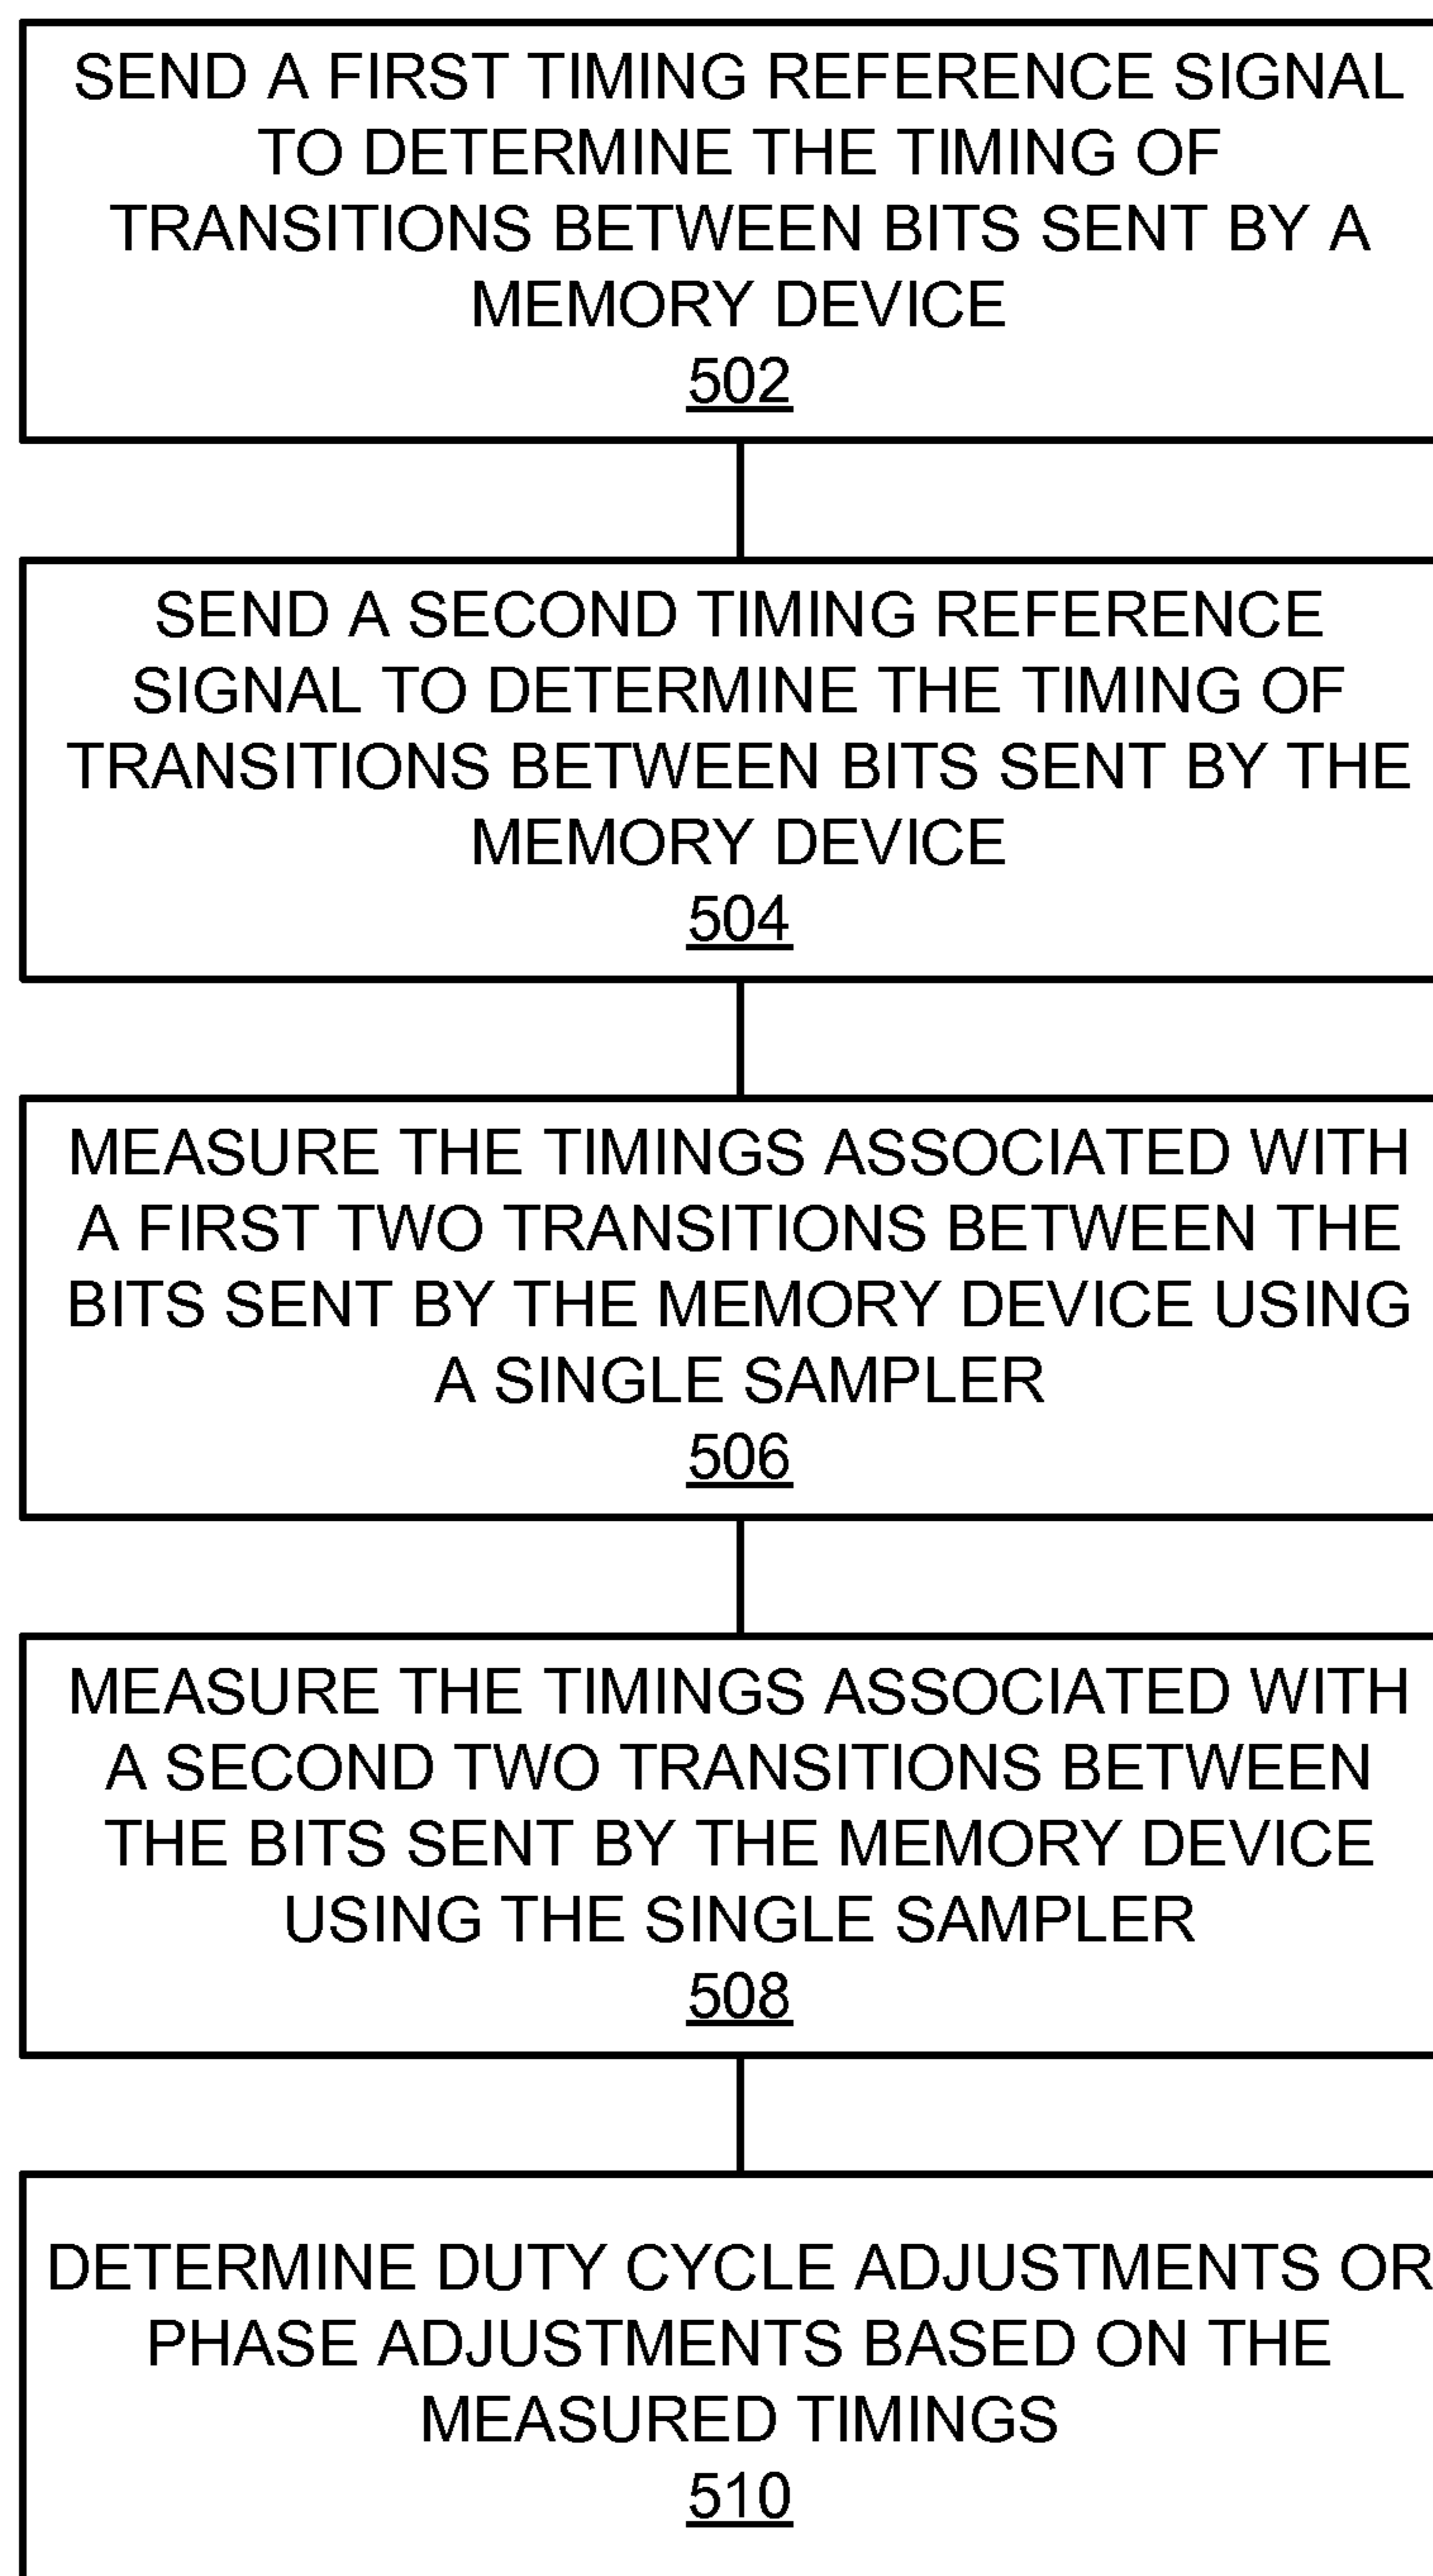 SEND A FIRST TIMING REFERENCE SIGNAL
TO DETERMINE THE TIMING OF
TRANSITIONS BETWEEN BITS SENT BY A
MEMORY DEVICE
502
SEND A SECOND TIMING REFERENCE
SIGNAL TO DETERMINE THE TIMING OF
TRANSITIONS BETWEEN BITS SENT BY THE
MEMORY DEVICE
504
MEASURE THE TIMINGS ASSOCIATED WITH
A FIRST TWO TRANSITIONS BETWEEN THE
BITS SENT BY THE MEMORY DEVICE USING
A SINGLE SAMPLER
506
MEASURE THE TIMINGS ASSOCIATED WITH
A SECOND TWO TRANSITIONS BETWEEN
THE BITS SENT BY THE MEMORY DEVICE
USING THE SINGLE SAMPLER
508
DETERMINE DUTY CYCLE ADJUSTMENTS OR
PHASE ADJUSTMENTS BASED ON THE
MEASURED TIMINGS
510